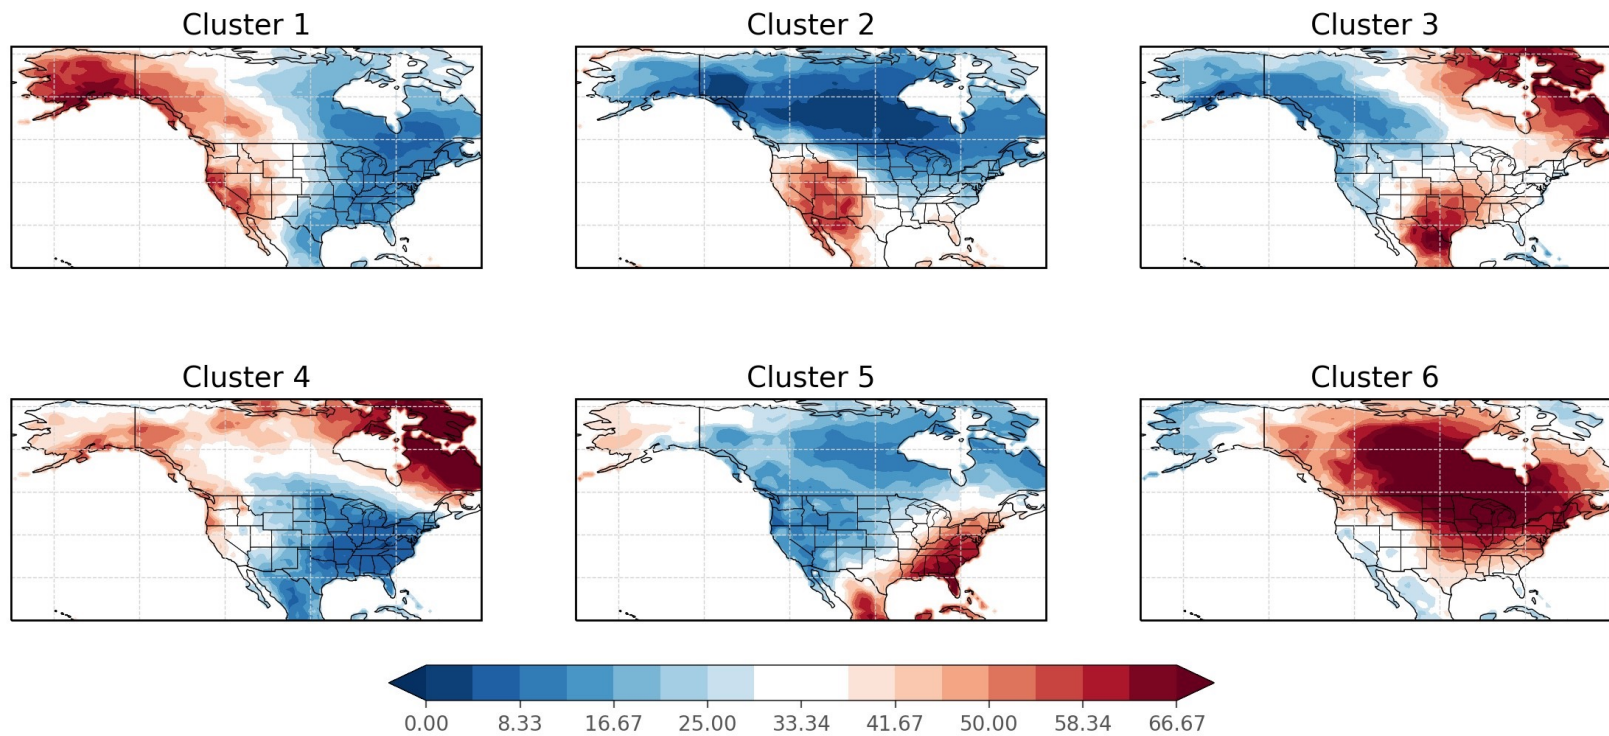 Cluster 1
Cluster 2
Cluster 3
Cluster 4
Cluster 5
Cluster 6
0.00 8.33 16.67 25.00 33.34 41.67 50.00 58.34 66.67